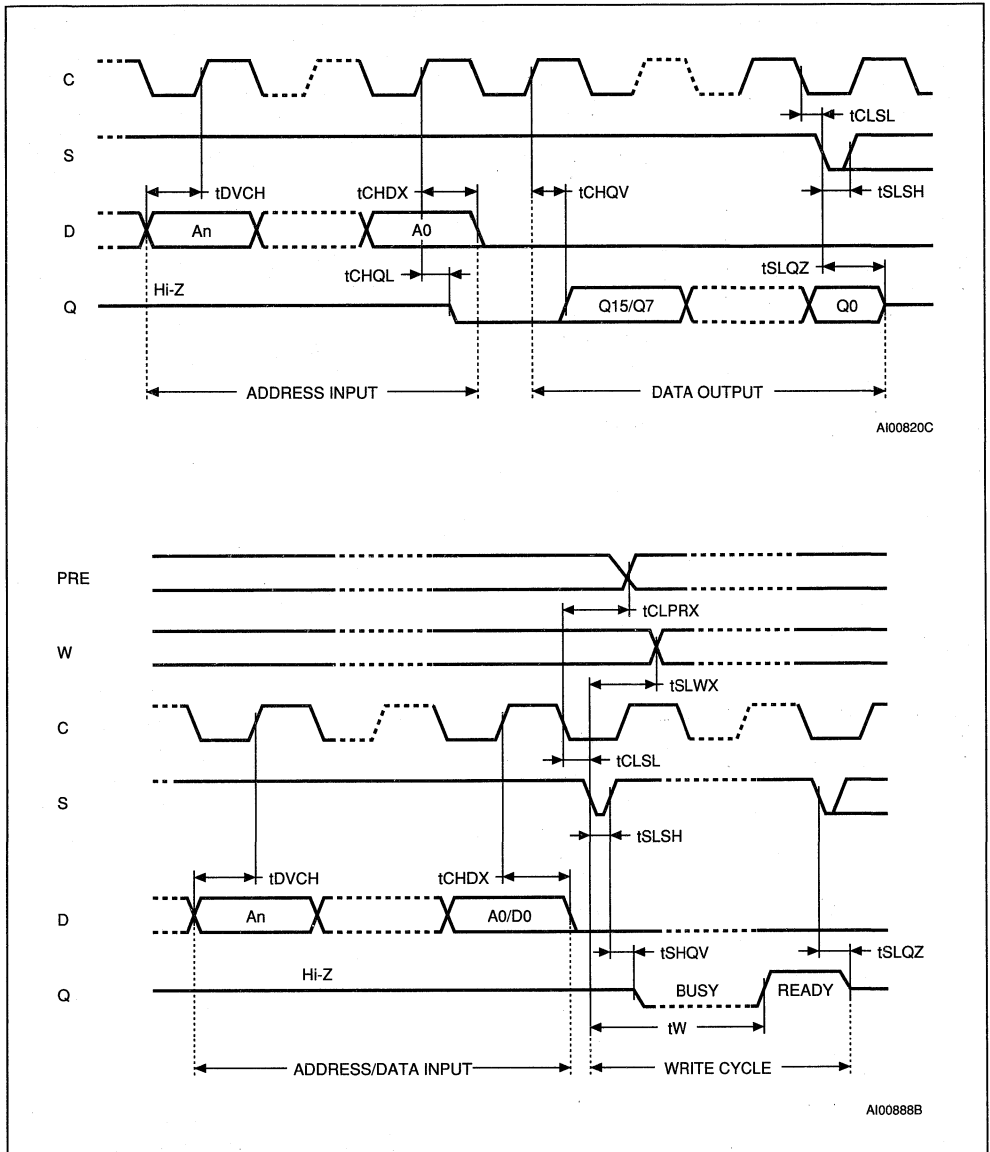 C
tCLSL
S
tDVCH
tCHDX
tCHQV
tSLSH
D
An
A0
tCHQL
tSLQZ
Hi-Z
Q
Q15/Q7
Q0
ADDRESS INPUT
DATA OUTPUT
AI00820C
PRE
tCLPRX
W
tSLWX
C
tCLSL
S
tSLSH
tDVCH
tCHDX
D
An
A0/D0
tSHQV
tSLQZ
Hi-Z
Q
BUSY
READY
tW
ADDRESS/DATA INPUT
WRITE CYCLE
AI00888B